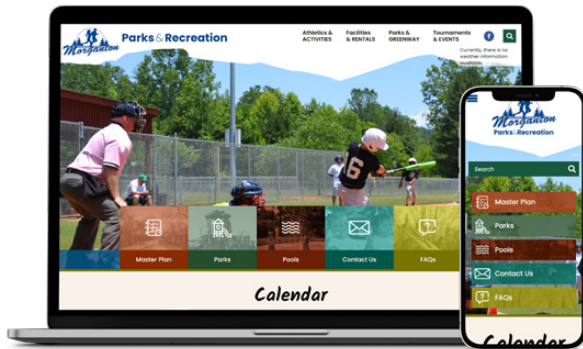 Morganton
Parks & Recreation
Athletics &
ACTIVITIES
Facilities
& RENTALS
Parks &
GREENWAY
Tournaments
& EVENTS
f
Currently, there is no
weather information
available.
6
Master Plan
Parks
Pools
Contact Us
FAQs
Calendar
Morganton
Parks & Recreation
Search
Master Plan
Parks
Pools
Contact Us
FAQs
Calendar